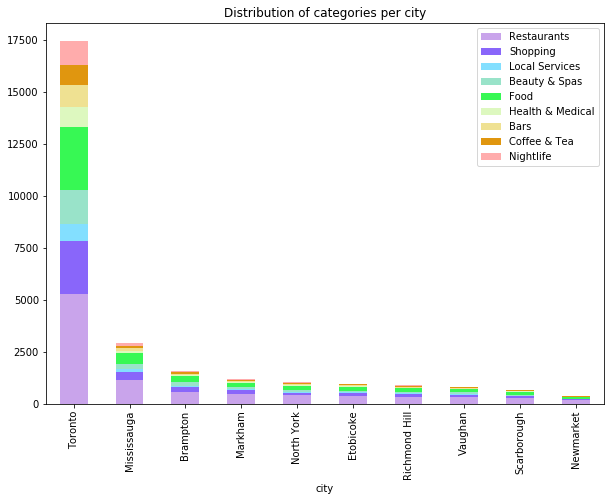 Distribution of categories per city
17500
15000
12500
10000
7500
5000
2500
0
Restaurants
Shopping
Local Services
Beauty & Spas
Food
Health & Medical
Bars
Coffee & Tea
Nightlife
Toronto
Mississauga
Brampton
Markham
North York
Etobicoke
Richmond Hill
Vaughan
Scarborough
Newmarket
city